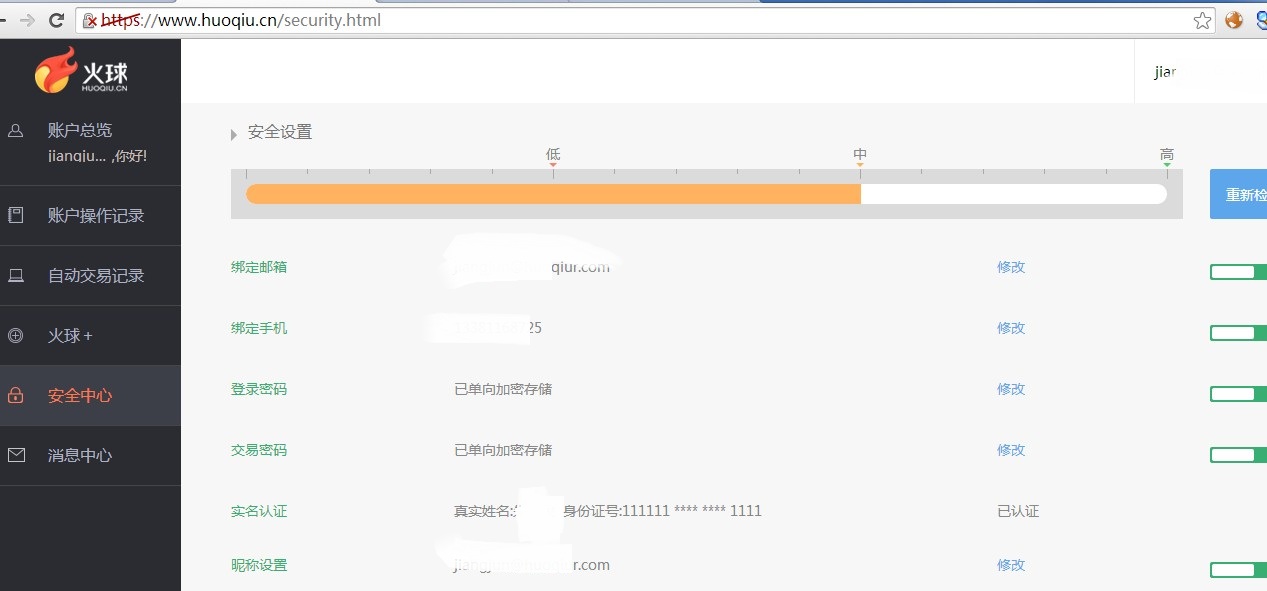 https://www.huoqiu.cn/security.html
火球
HUOQIU.CN
账户总览
jianqiu... ,你好!
账户操作记录
自动交易记录
火球 +
安全中心
消息中心
jiar
安全设置
低 中 高
重新检
绑定邮箱 qiur.com 修改
绑定手机 25 修改
登录密码 已单向加密存储 修改
交易密码 已单向加密存储 修改
实名认证 真实姓名: 身份证号:111111 **** **** 1111 已认证
昵称设置 r.com 修改